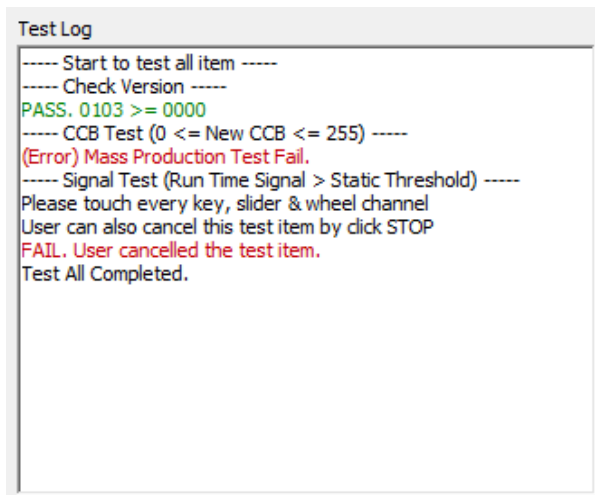 Test Log
----- Start to test all item -----
----- Check Version -----
PASS. 0103 >= 0000
----- CCB Test (0 <= New CCB <= 255) -----
(Error) Mass Production Test Fail.
----- Signal Test (Run Time Signal > Static Threshold) -----
Please touch every key, slider & wheel channel
User can also cancel this test item by click STOP
FAIL. User cancelled the test item.
Test All Completed.